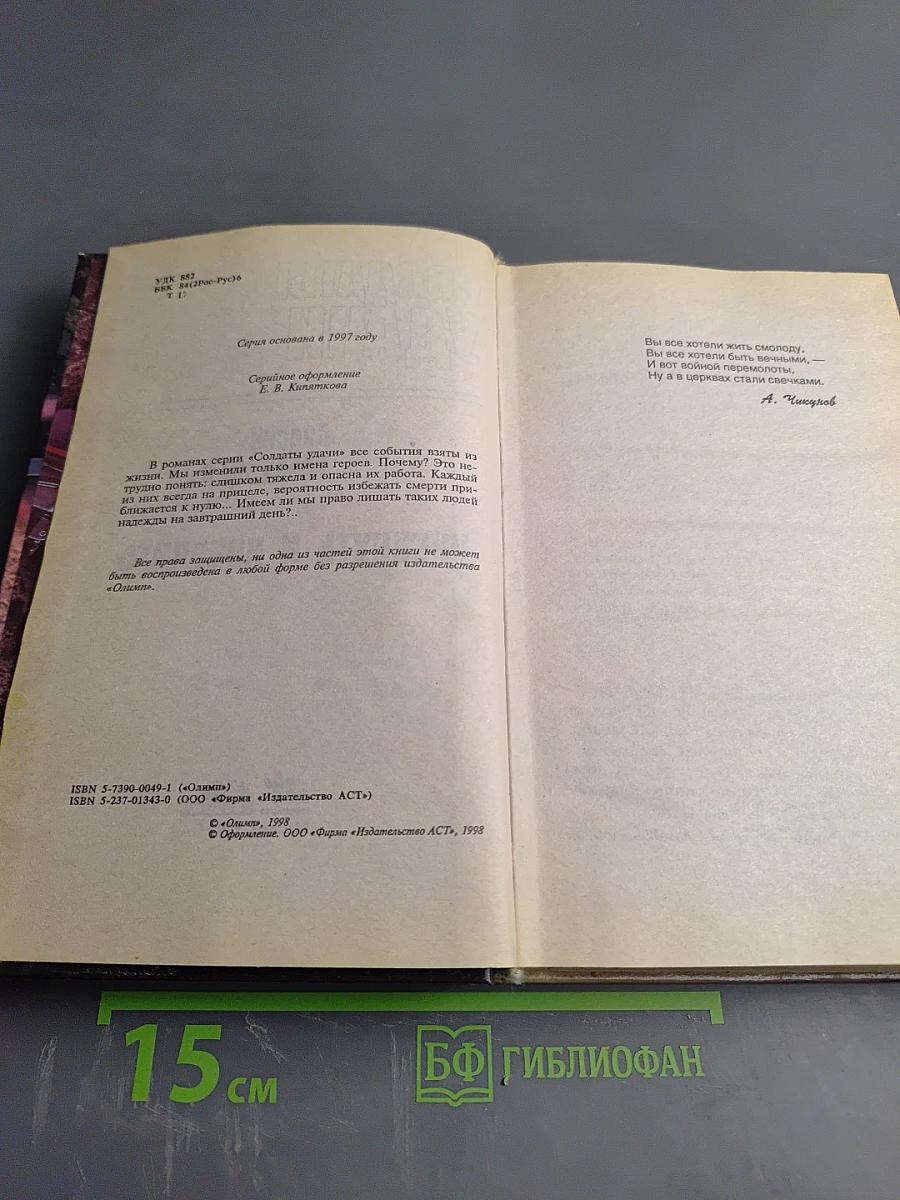 УДК 882
ББК 84(2Рос-Рус)6
Т
Серия основана в 1997 году
Серийное оформление
Е. В. Кипяткова
В романах серии «Солдаты удачи» все события взяты из
жизни. Мы изменили только имена героев. Почему? Это не-
трудно понять: слишком тяжела и опасна их работа. Каждый
из них всегда на прицеле, вероятность избежать смерти при-
ближается к нулю... Имеем ли мы право лишать таких людей
надежды на завтрашний день?..
Все права защищены, ни одна из частей этой книги не может
быть воспроизведена в любой форме без разрешения издательства
«Олимп».
ISBN 5-7390-0049-1 («Олимп»)
ISBN 5-237-01343-0 (ООО «Фирма «Издательство АСТ»)
© «Олимп», 1998
© Оформление. ООО «Фирма «Издательство АСТ», 1998
Вы все хотели жить смолоду,
Вы все хотели быть вечными, —
И вот войной перемолоты,
Ну а в церквах стали свечками.
А. Чикунов
15 см
БФ ГИБЛИОФАН